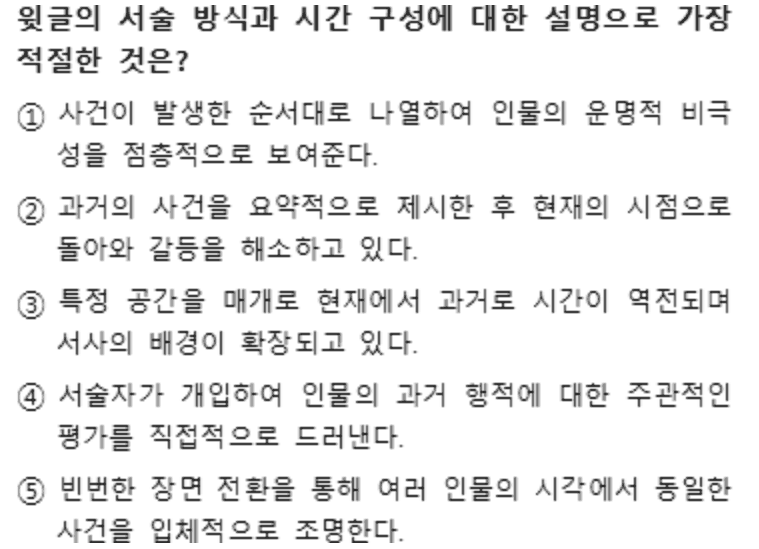 윗글의 서술 방식과 시간 구성에 대한 설명으로 가장
적절한 것은?
① 사건이 발생한 순서대로 나열하여 인물의 운명적 비극
성을 점층적으로 보여준다.
② 과거의 사건을 요약적으로 제시한 후 현재의 시점으로
돌아와 갈등을 해소하고 있다.
③ 특정 공간을 매개로 현재에서 과거로 시간이 역전되며
서사의 배경이 확장되고 있다.
④ 서술자가 개입하여 인물의 과거 행적에 대한 주관적인
평가를 직접적으로 드러낸다.
⑤ 빈번한 장면 전환을 통해 여러 인물의 시각에서 동일한
사건을 입체적으로 조명한다.